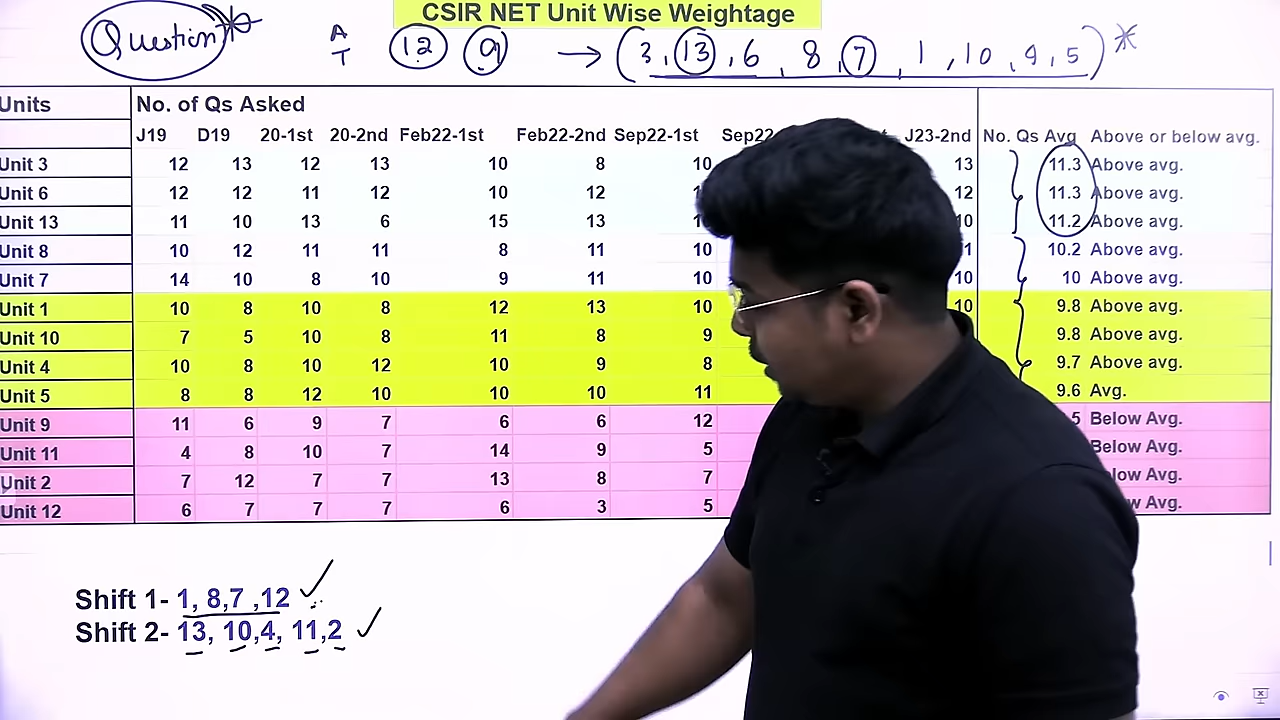 CSIR NET Unit Wise Weightage
Question* A T 12 9 → (3, 13, 6, 8, 7, 1, 10, 9, 5)*
Units No. of Qs Asked
J19 D19 20-1st 20-2nd Feb22-1st Feb22-2nd Sep22-1st Sep22 J23-2nd No. Qs Avg Above or below avg.
Unit 3 12 13 12 13 10 8 10 13 11.3 Above avg.
Unit 6 12 12 11 12 10 12 12 11.3 Above avg.
Unit 13 11 10 13 6 15 13 10 11.2 Above avg.
Unit 8 10 12 11 11 8 11 10 1 10.2 Above avg.
Unit 7 14 10 8 10 9 11 10 10 10 Above avg.
Unit 1 10 8 10 8 12 13 10 10 9.8 Above avg.
Unit 10 7 5 10 8 11 8 9 9.8 Above avg.
Unit 4 10 8 10 12 10 9 8 9.7 Above avg.
Unit 5 8 8 12 10 10 10 11 9.6 Avg.
Unit 9 11 6 9 7 6 6 12 5 Below Avg.
Unit 11 4 8 10 7 14 9 5 Below Avg.
Unit 2 7 12 7 7 13 8 7 low Avg.
Unit 12 6 7 7 7 6 3 5 w Avg.
Shift 1- 1, 8,7 ,12
Shift 2- 13, 10,4, 11,2